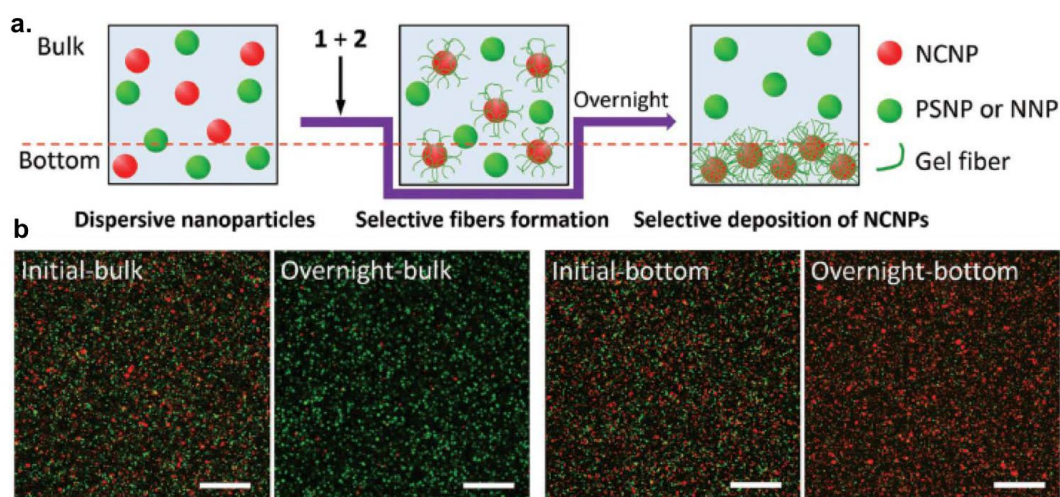 a.
Bulk
Bottom
1 + 2
Overnight
NCNP
PSNP or NNP
Gel fiber
Dispersive nanoparticles
Selective fibers formation
Selective deposition of NCNPs
b
Initial-bulk
Overnight-bulk
Initial-bottom
Overnight-bottom